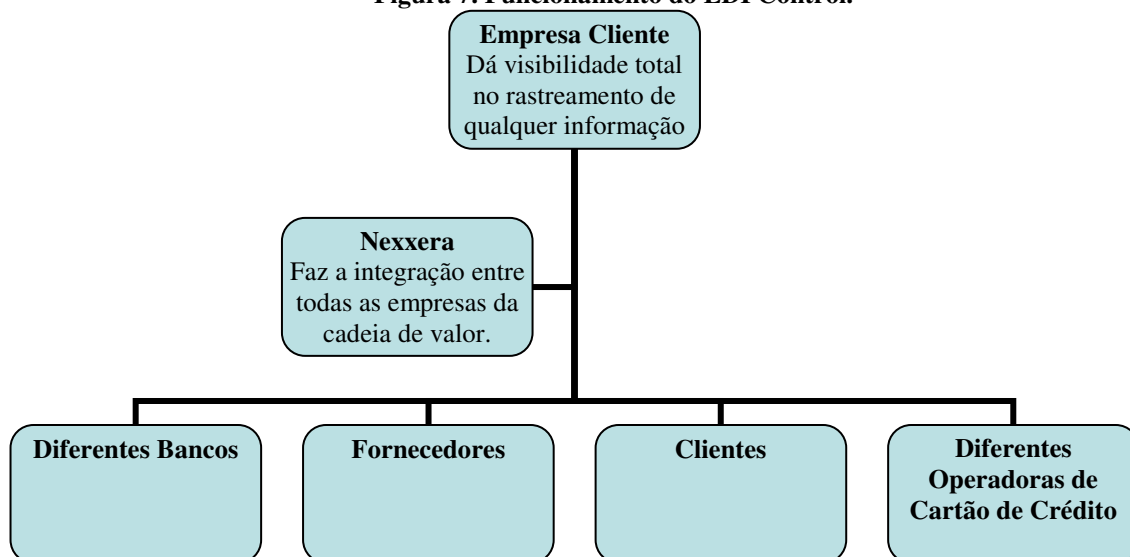 Figura 7. Funcionamento do EDI Control.
Empresa Cliente
Dá visibilidade total
no rastreamento de
qualquer informação
Nexxera
Faz a integração entre
todas as empresas da
cadeia de valor.
Diferentes Bancos
Fornecedores
Clientes
Diferentes
Operadoras de
Cartão de Crédito